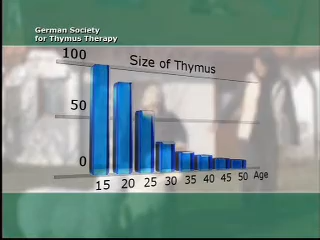 German Society
for Thymus Therapy
Size of Thymus
100
50
0
15 20 25 30 35 40 45 50 Age